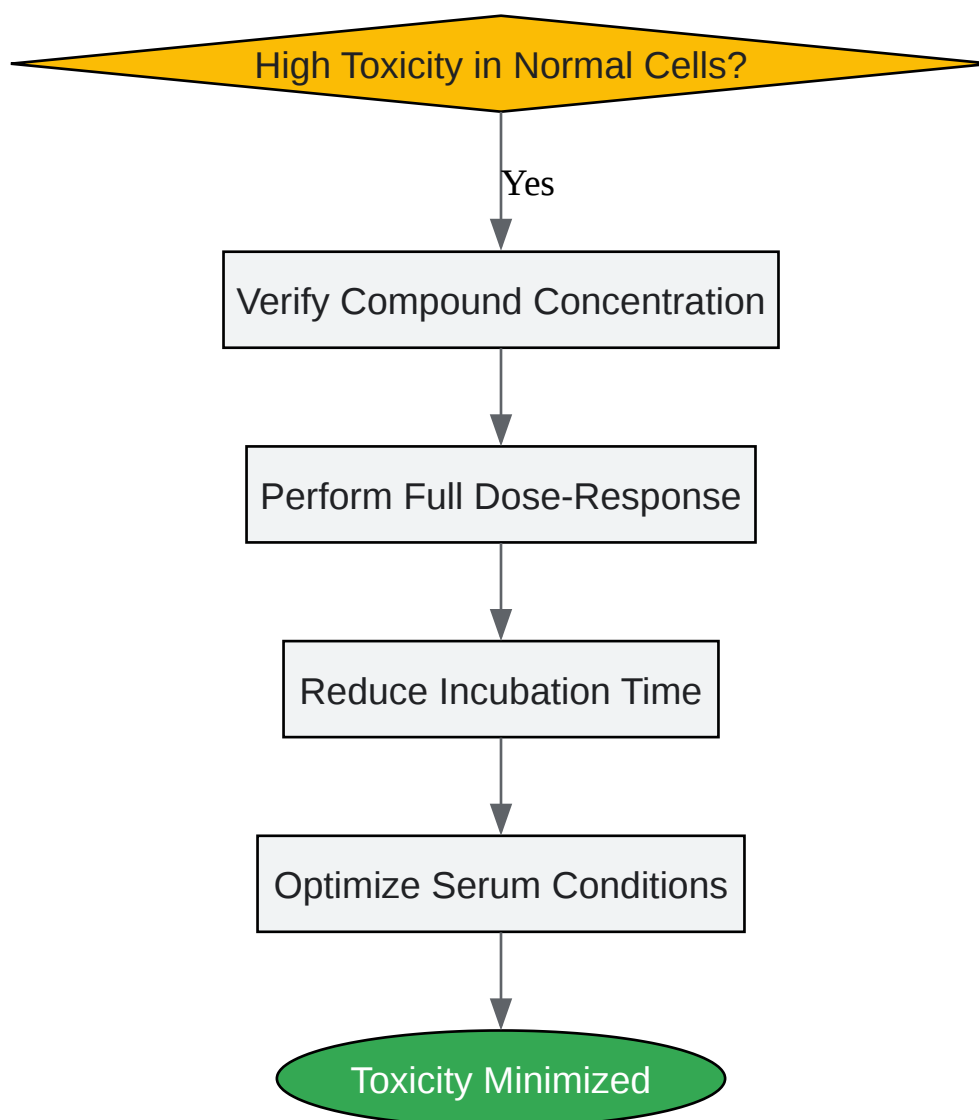 High Toxicity in Normal Cells?
Yes
Verify Compound Concentration
Perform Full Dose-Response
Reduce Incubation Time
Optimize Serum Conditions
Toxicity Minimized